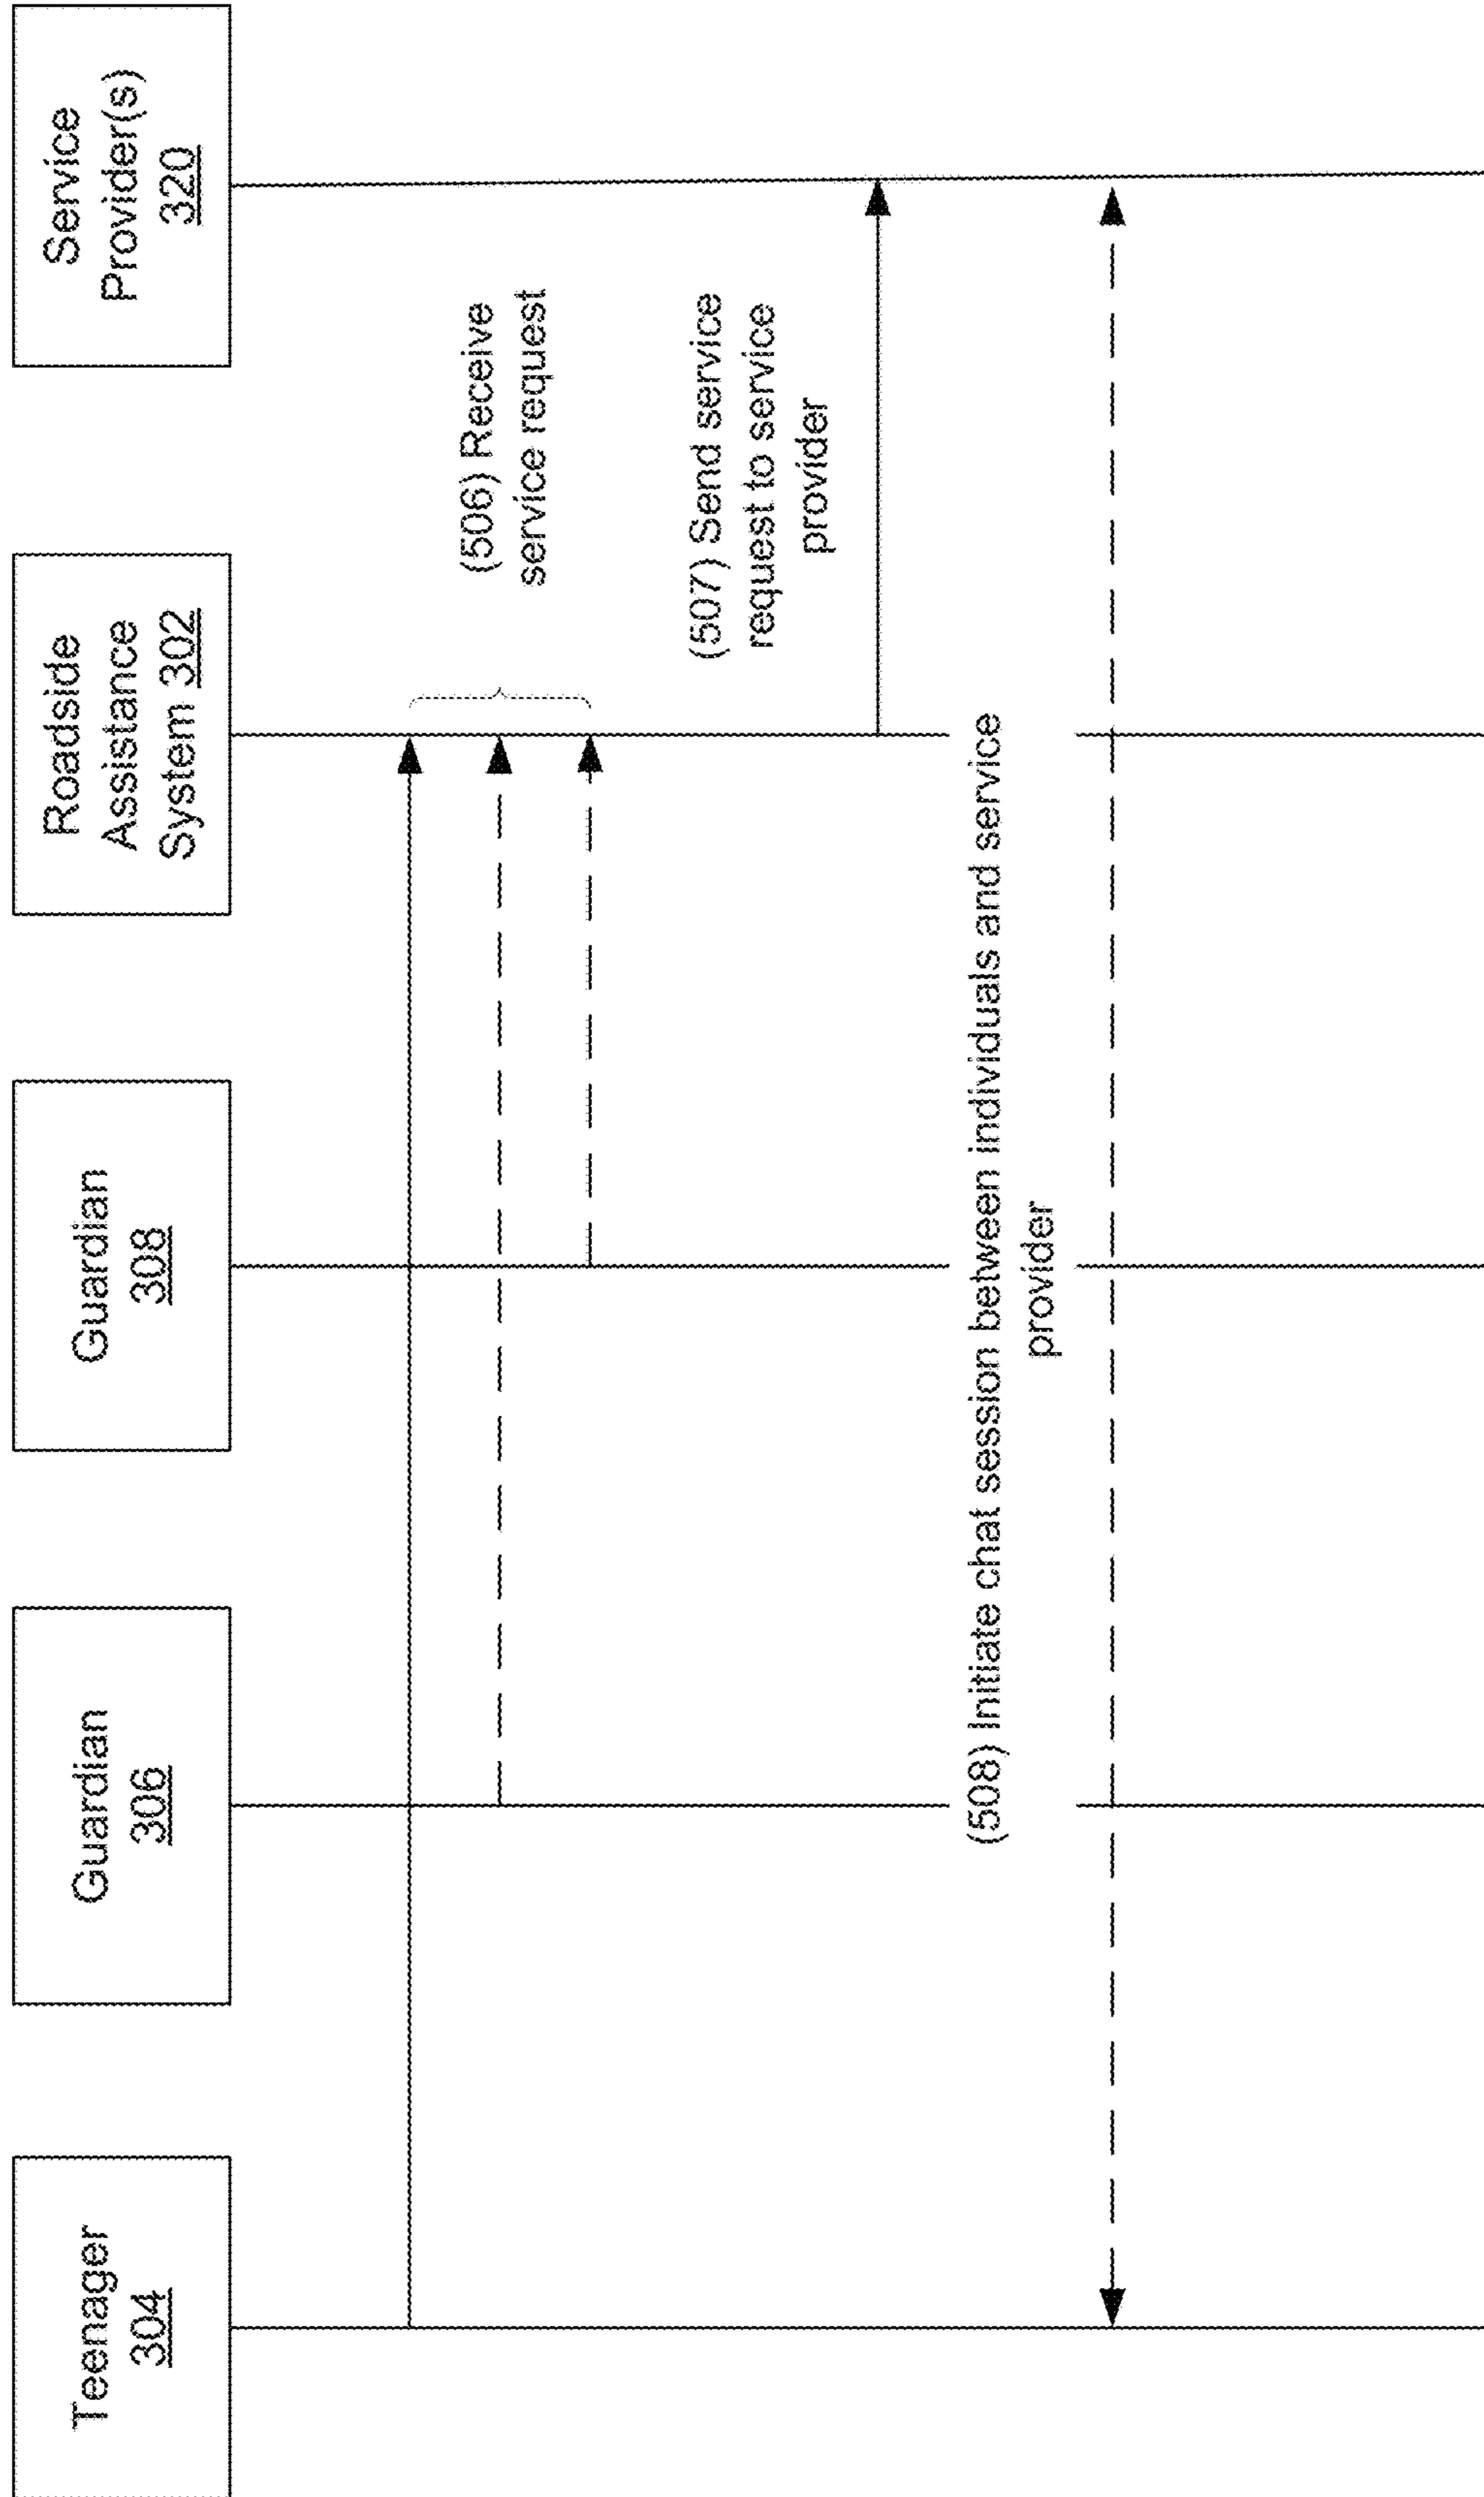 Teenager
304
Guardian
306
Guardian
308
Roadside
Assistance
System 302
Service
Provider(s)
320
(506) Receive
service request
(507) Send service
request to service
provider
(508) Initiate chat session between individuals and service
provider